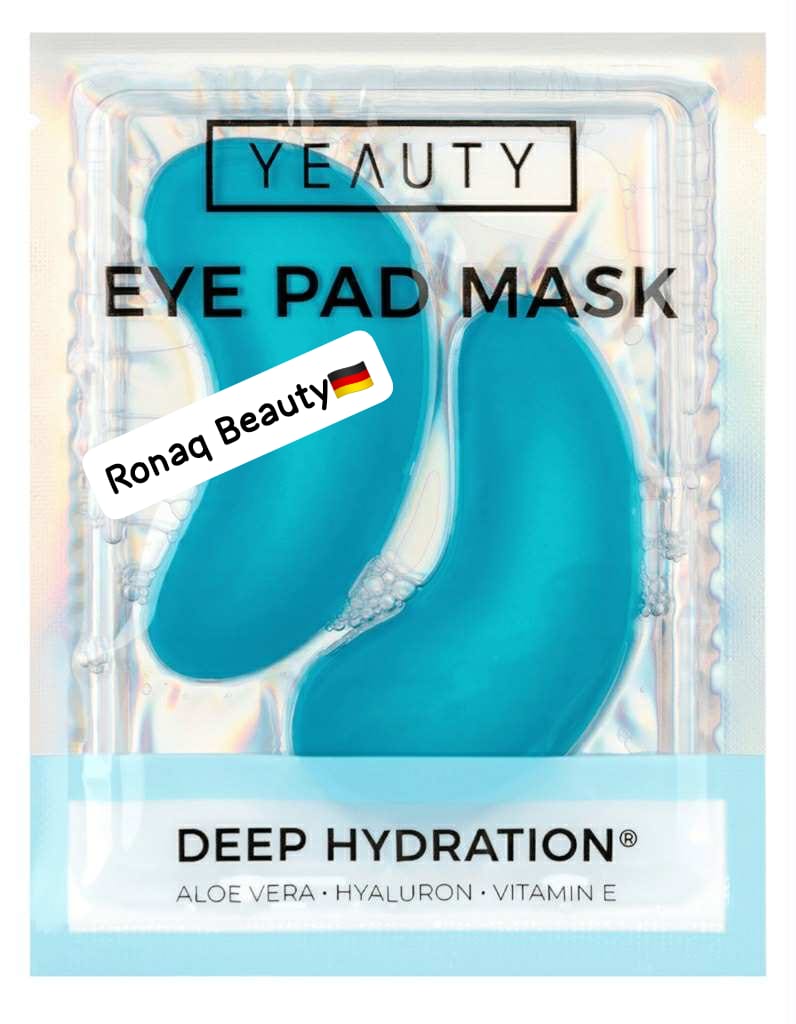 YEAUTY
EYE PAD MASK
Ronaq Beauty🇩🇪
DEEP HYDRATION®
ALOE VERA • HYALURON • VITAMIN E